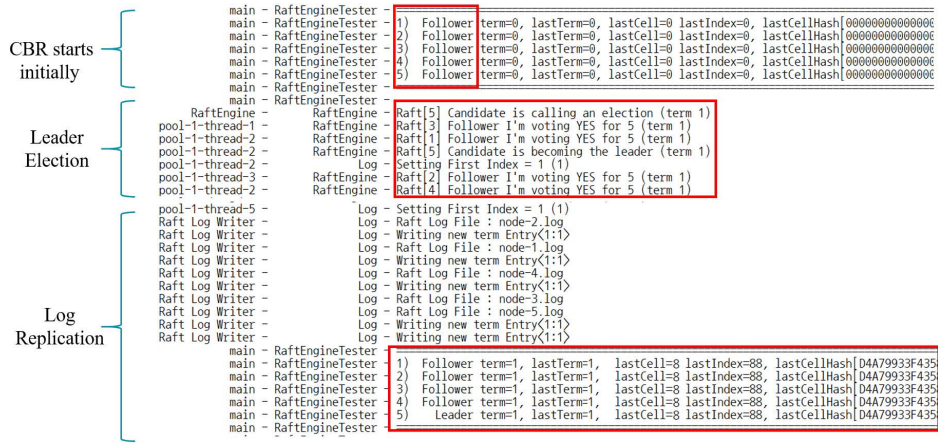 CBR starts
initially
main - RaftEngineTester - ================================================
main - RaftEngineTester - 1) Follower term=0, lastTerm=0, lastCell=0 lastIndex=0, lastCellHash[00000000000000
main - RaftEngineTester - 2) Follower term=0, lastTerm=0, lastCell=0 lastIndex=0, lastCellHash[00000000000000
main - RaftEngineTester - 3) Follower term=0, lastTerm=0, lastCell=0 lastIndex=0, lastCellHash[00000000000000
main - RaftEngineTester - 4) Follower term=0, lastTerm=0, lastCell=0 lastIndex=0, lastCellHash[00000000000000
main - RaftEngineTester - 5) Follower term=0, lastTerm=0, lastCell=0 lastIndex=0, lastCellHash[00000000000000
main - RaftEngineTester - ================================================
Leader
Election
main - RaftEngineTester -
RaftEngine - RaftEngine - Raft[5] Candidate is calling an election (term 1)
pool-1-thread-1 - RaftEngine - Raft[3] Follower I'm voting YES for 5 (term 1)
pool-1-thread-2 - RaftEngine - Raft[1] Follower I'm voting YES for 5 (term 1)
pool-1-thread-2 - RaftEngine - Raft[5] Candidate is becoming the leader (term 1)
pool-1-thread-2 - Log - Setting First Index = 1 (1)
pool-1-thread-3 - RaftEngine - Raft[2] Follower I'm voting YES for 5 (term 1)
pool-1-thread-2 - RaftEngine - Raft[4] Follower I'm voting YES for 5 (term 1)
Log
Replication
pool-1-thread-5 - Log - Setting First Index = 1 (1)
Raft Log Writer - Log - Raft Log File : node-2.log
Raft Log Writer - Log - Writing new term Entry<1:1>
Raft Log Writer - Log - Raft Log File : node-1.log
Raft Log Writer - Log - Writing new term Entry<1:1>
Raft Log Writer - Log - Raft Log File : node-4.log
Raft Log Writer - Log - Writing new term Entry<1:1>
Raft Log Writer - Log - Raft Log File : node-3.log
Raft Log Writer - Log - Raft Log File : node-5.log
Raft Log Writer - Log - Writing new term Entry<1:1>
Raft Log Writer - Log - Writing new term Entry<1:1>
main - RaftEngineTester - ================================================
main - RaftEngineTester - 1) Follower term=1, lastTerm=1, lastCell=8 lastIndex=88, lastCellHash[D4A79933F435
main - RaftEngineTester - 2) Follower term=1, lastTerm=1, lastCell=8 lastIndex=88, lastCellHash[D4A79933F435
main - RaftEngineTester - 3) Follower term=1, lastTerm=1, lastCell=8 lastIndex=88, lastCellHash[D4A79933F435
main - RaftEngineTester - 4) Follower term=1, lastTerm=1, lastCell=8 lastIndex=88, lastCellHash[D4A79933F435
main - RaftEngineTester - 5) Leader term=1, lastTerm=1, lastCell=8 lastIndex=88, lastCellHash[D4A79933F435
main - RaftEngineTester - ================================================